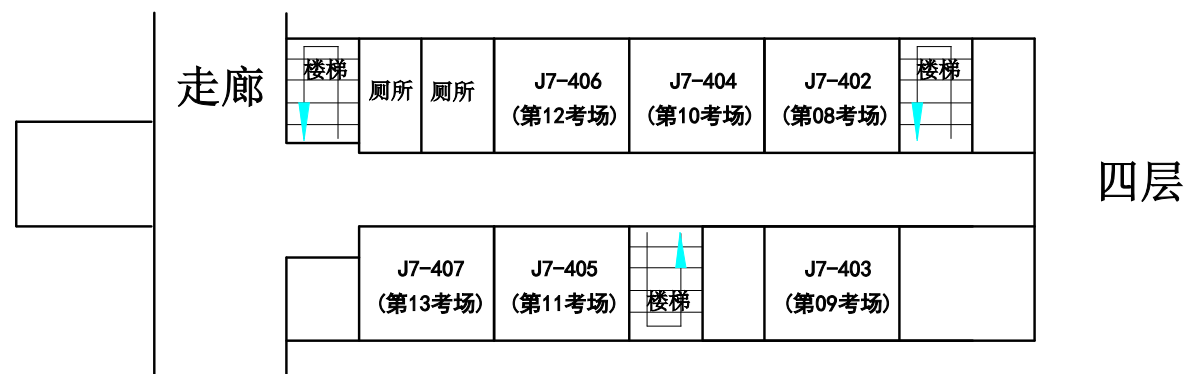 走廊
楼梯
厕所
厕所
J7-406
(第12考场)
J7-404
(第10考场)
J7-402
(第08考场)
楼梯
四层
J7-407
(第13考场)
J7-405
(第11考场)
楼梯
J7-403
(第09考场)